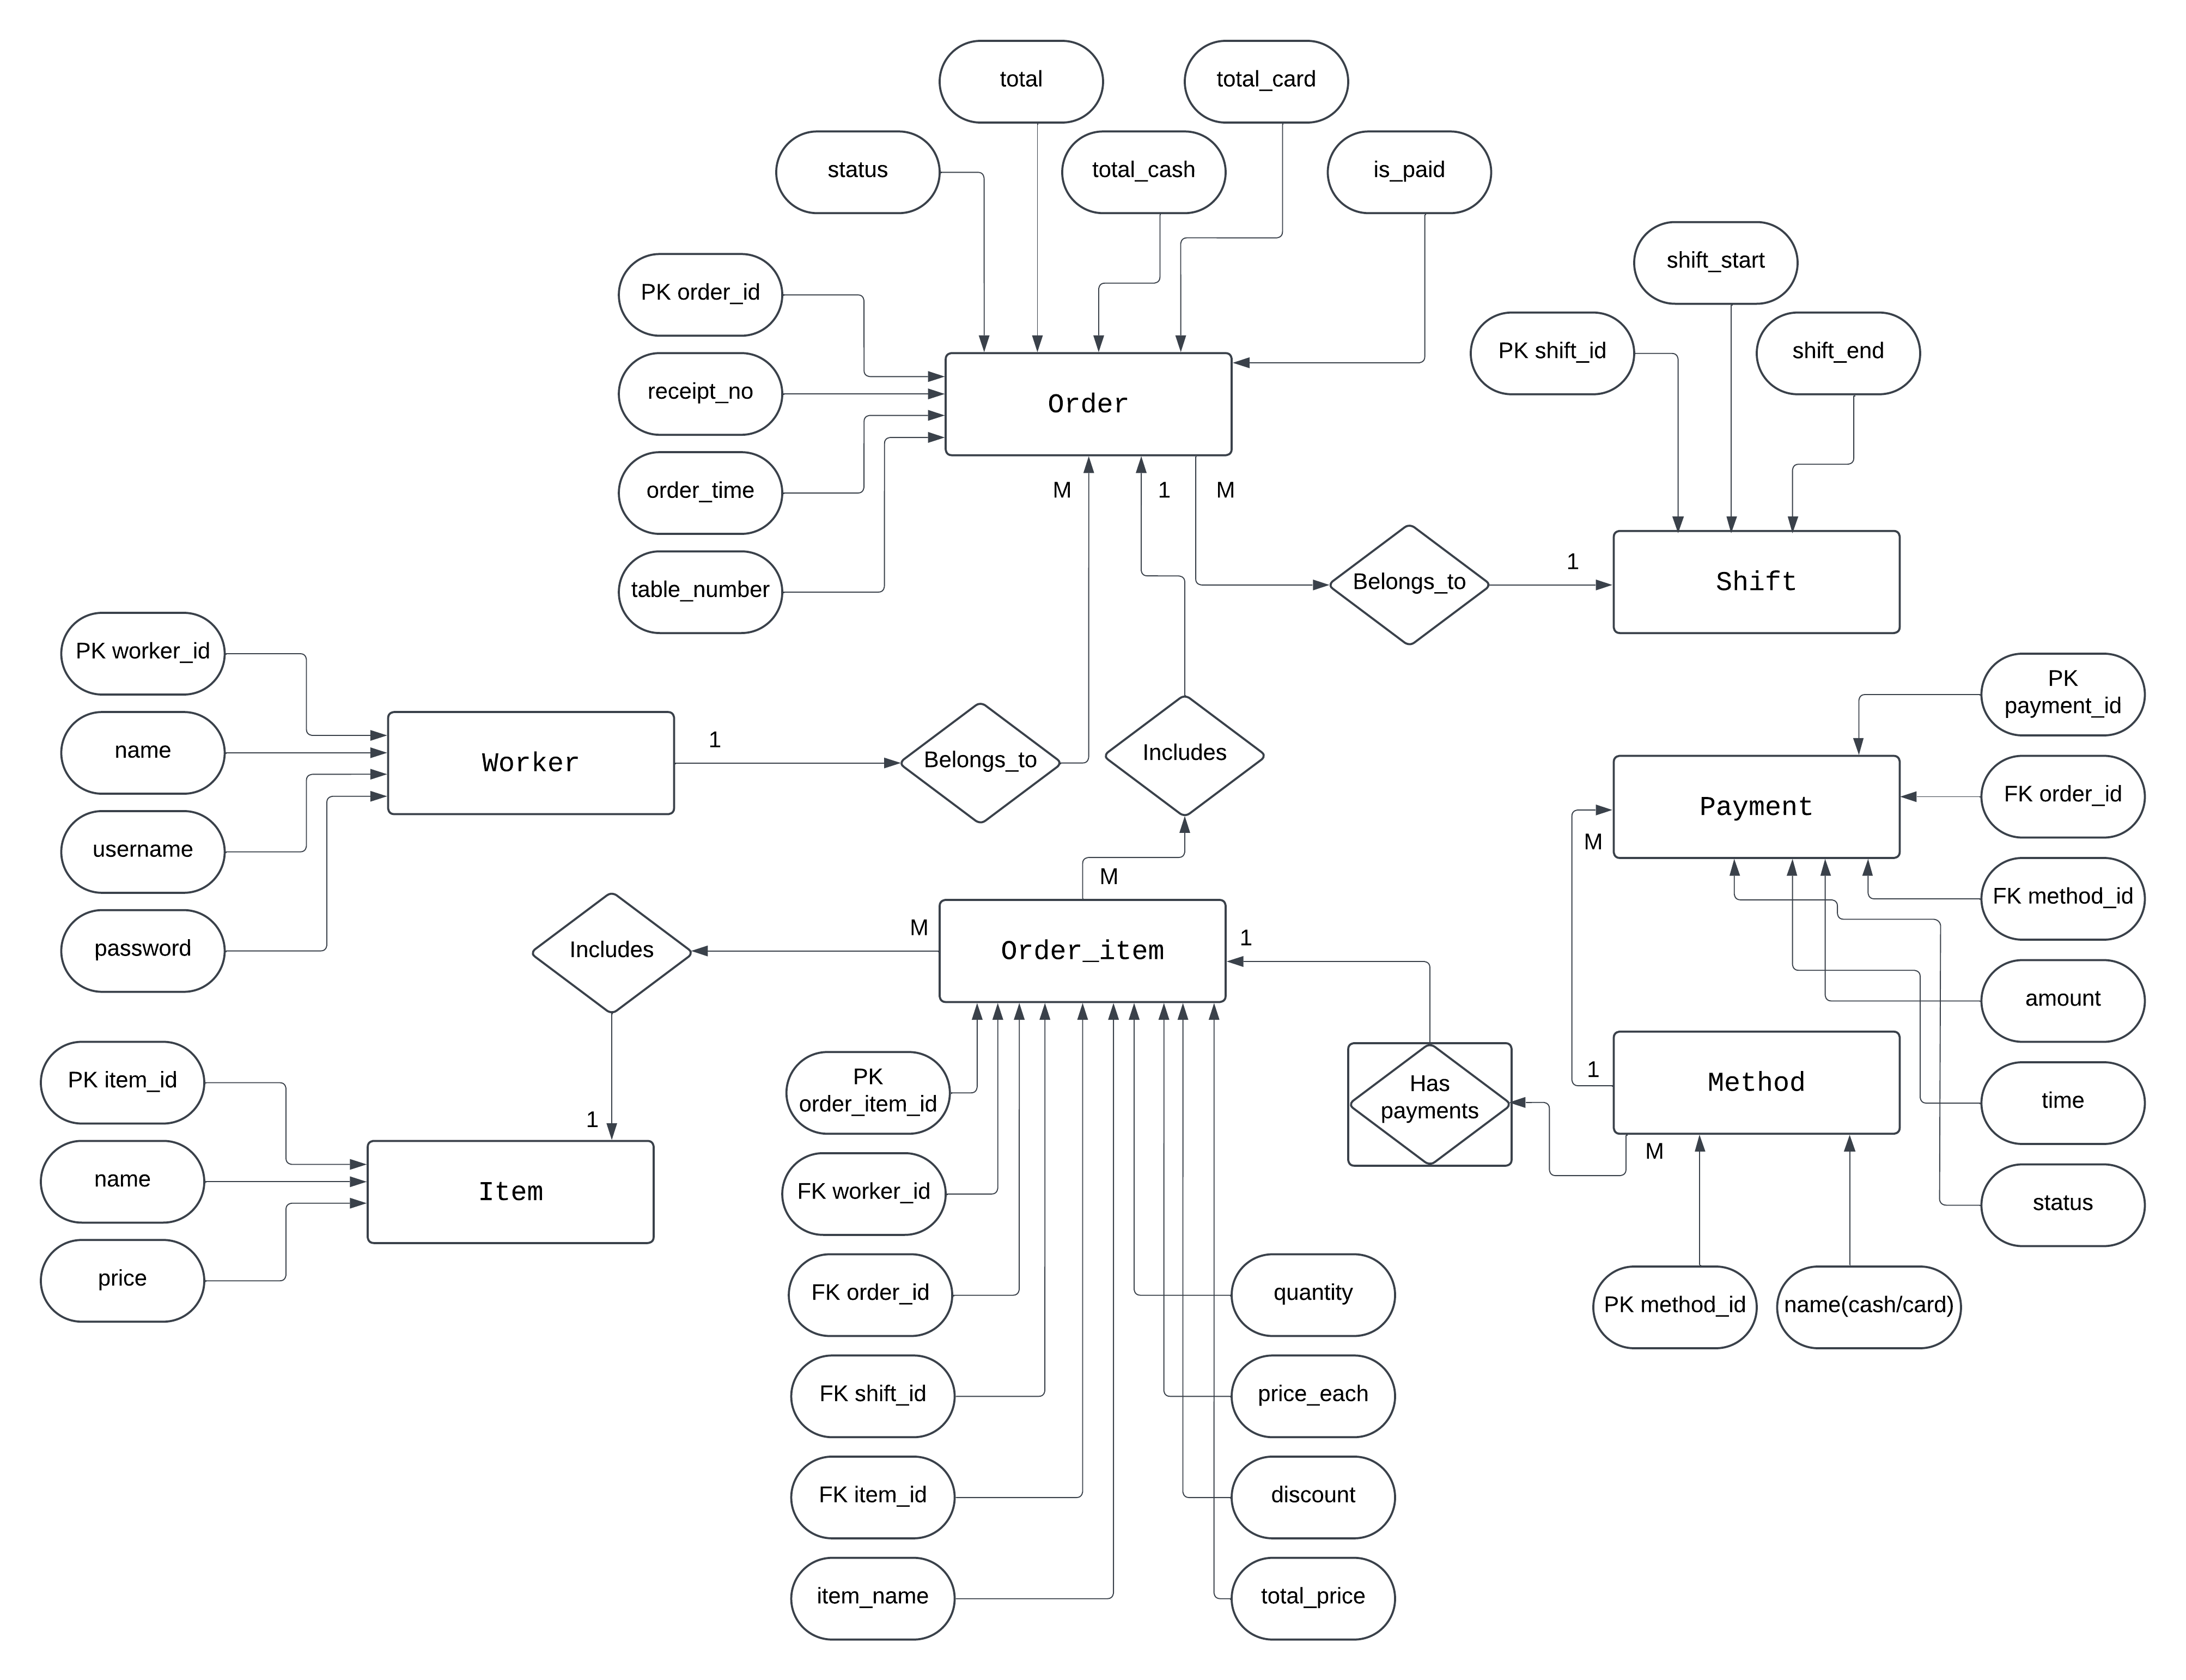 total
total_card
status
total_cash
is_paid
shift_start
PK order_id
PK shift_id
shift_end
receipt_no
Order
order_time
M
1
M
table_number
Belongs_to
1
Shift
PK worker_id
PK
payment_id
name
Worker
1
Belongs_to
Includes
Payment
FK order_id
username
M
M
FK method_id
password
Includes
M
Order_item
1
amount
PK item_id
1
PK
order_item_id
Has
payments
1
Method
time
name
Item
FK worker_id
M
status
price
FK order_id
quantity
PK method_id
name(cash/card)
FK shift_id
price_each
FK item_id
discount
item_name
total_price